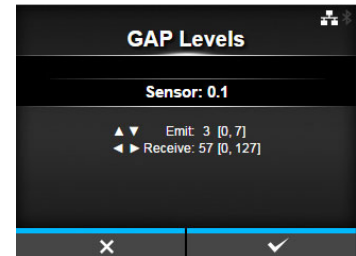 GAP Levels
Sensor: 0.1
▲ ▼ Emit: 3 [0, 7]
◄ ► Receive: 57 [0, 127]